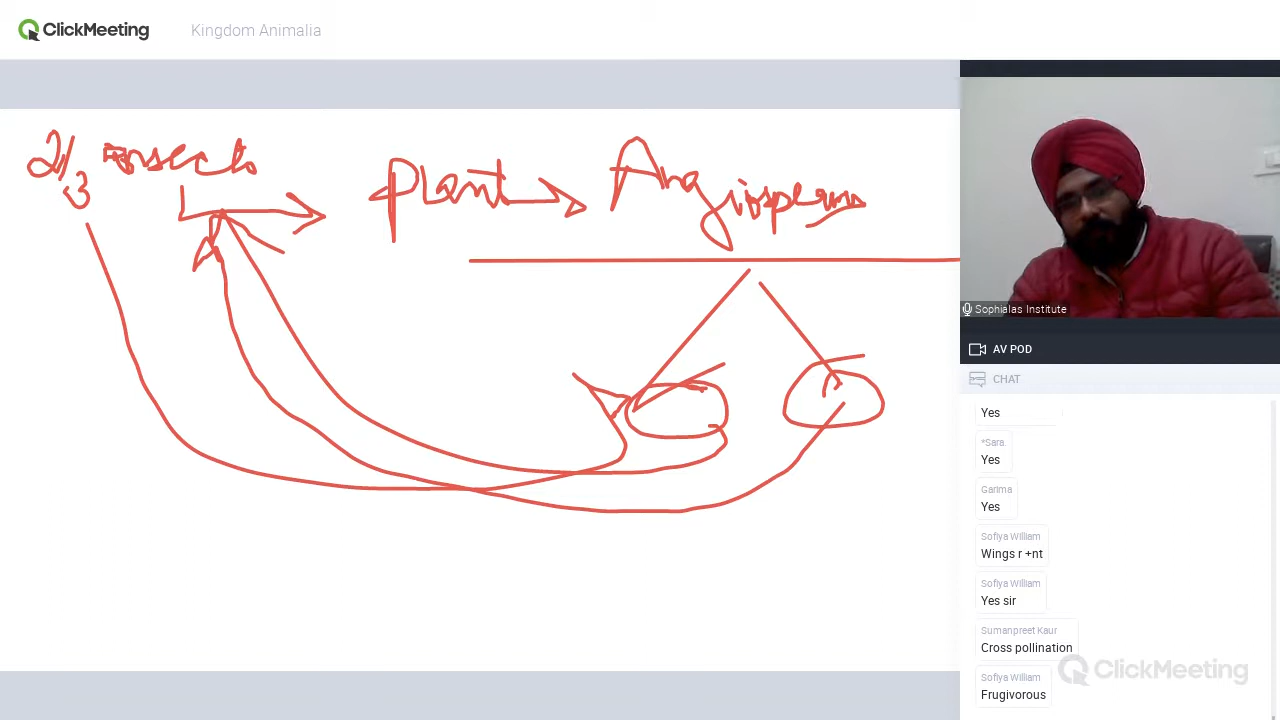 ClickMeeting Kingdom Animalia
2/3 insects Plant Angiosperms
Sophialas Institute
AV POD
CHAT
Yes
*Sara.
Yes
Garima
Yes
Sofiya William
Wings r +nt
Sofiya William
Yes sir
Sumanpreet Kaur
Cross pollination
ClickMeeting
Sofiya William
Frugivorous